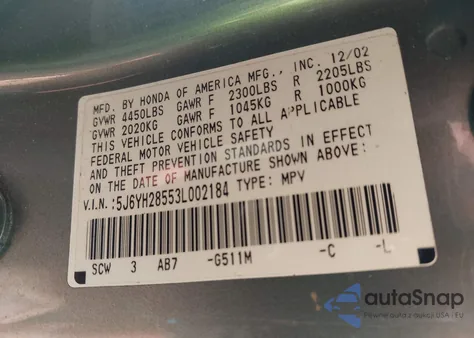 MFD. BY HONDA OF AMERICA MFG., INC. 12/02
GVWR 4450LBS GAWR F 2300LBS R 2205LBS
GVWR 2020KG GAWR F 1045KG R 1000KG
THIS VEHICLE CONFORMS TO ALL APPLICABLE
FEDERAL MOTOR VEHICLE SAFETY
AND THEFT PREVENTION STANDARDS IN EFFECT
ON THE DATE OF MANUFACTURE SHOWN ABOVE.
V.I.N.:5J6YH28553L002184 TYPE: MPV
SCW 3 AB7 -G511M -C -L
autaSnap